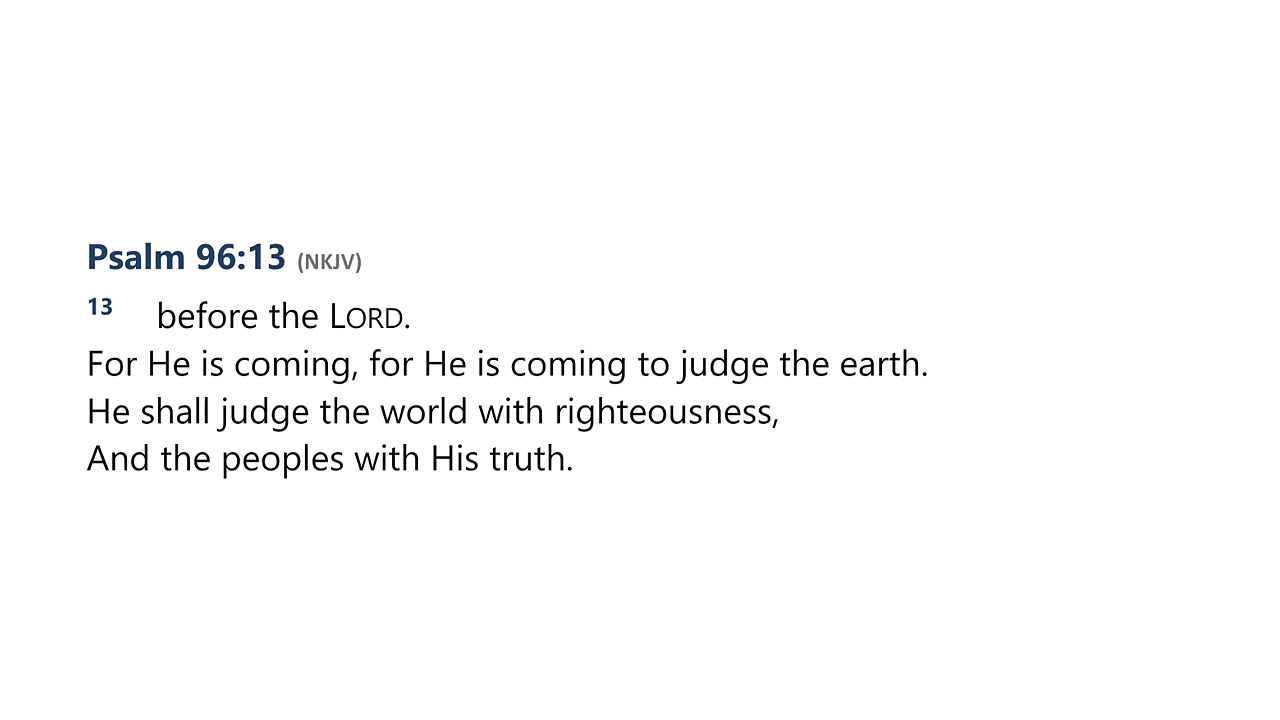 Psalm 96:13 (NKJV)
13 before the LORD.
For He is coming, for He is coming to judge the earth.
He shall judge the world with righteousness,
And the peoples with His truth.